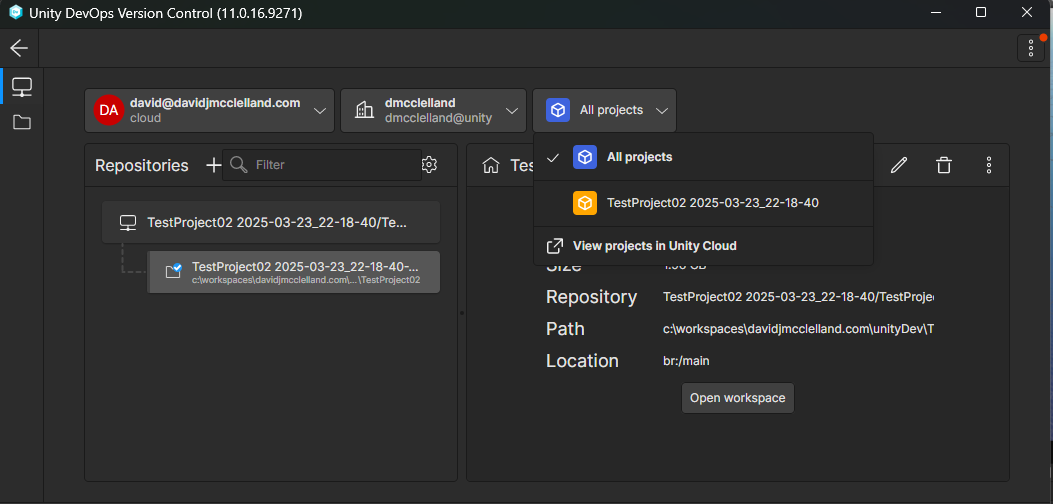 Unity DevOps Version Control (11.0.16.9271)
DA
david@davidjmcclelland.com
cloud
dmcclelland
dmcclelland@unity
All projects
All projects
TestProject02 2025-03-23_22-18-40
View projects in Unity Cloud
Repositories
Filter
TestProject02 2025-03-23_22-18-40/Te...
TestProject02 2025-03-23_22-18-40-...
c:\workspaces\davidjmcclelland.com\...\TestProject02
Tes
Size
Repository TestProject02 2025-03-23_22-18-40/TestProje
Path c:\workspaces\davidjmcclelland.com\unityDev\T
Location br:/main
Open workspace